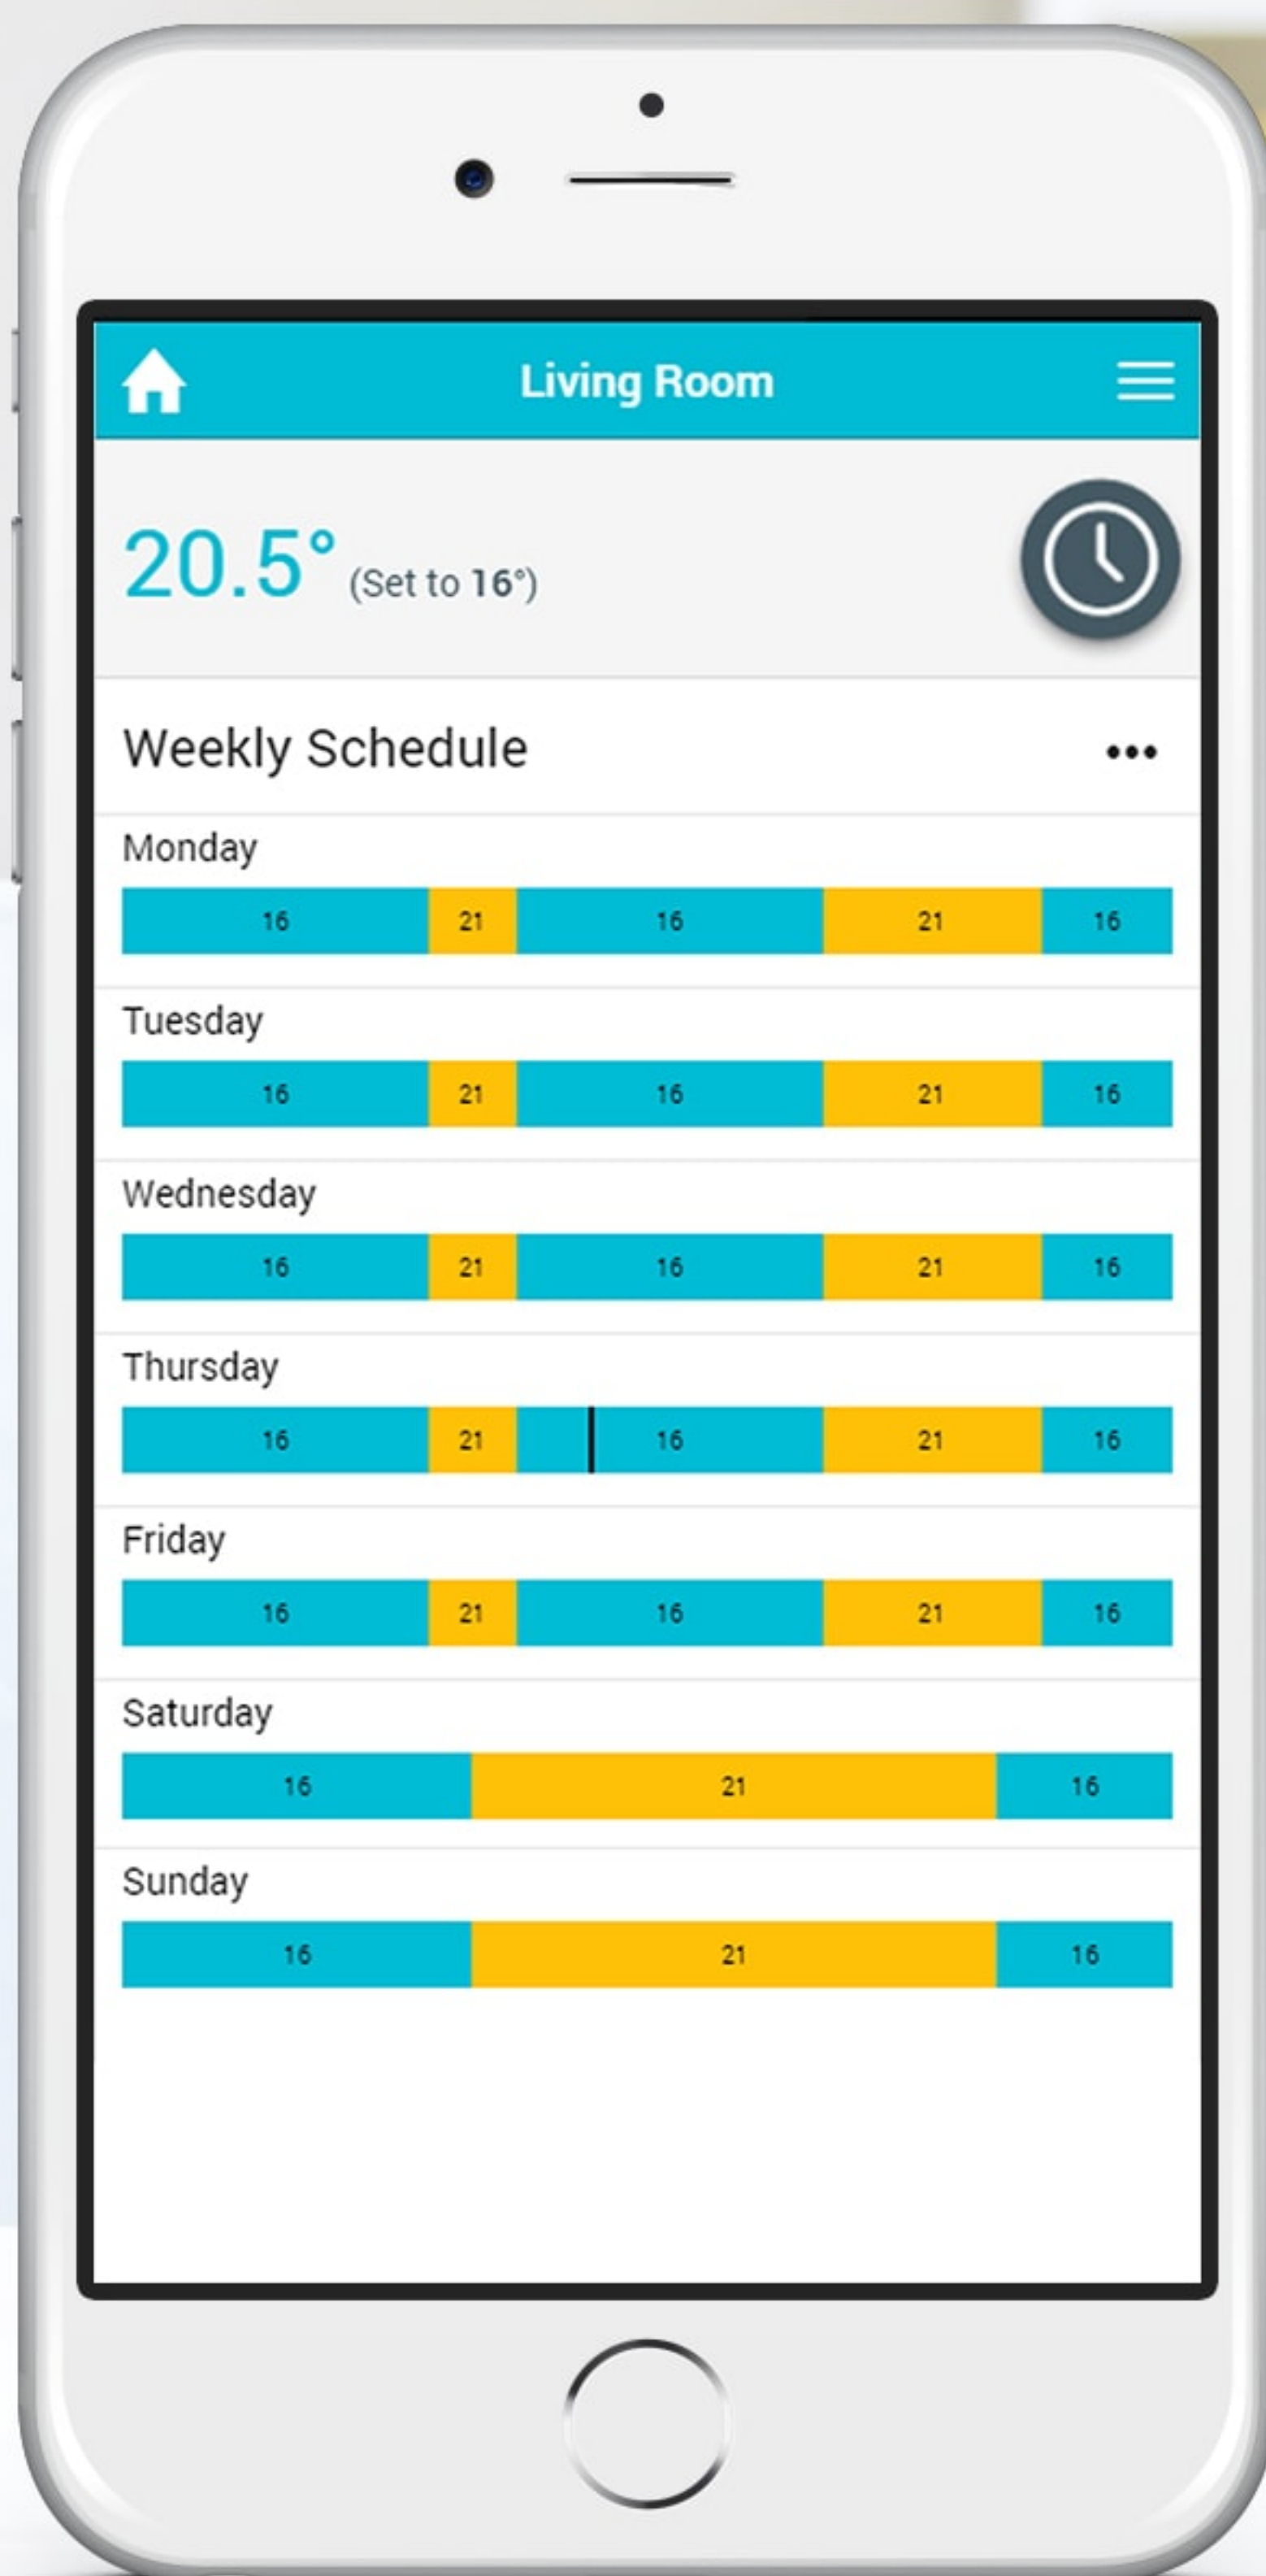 Living Room
20.5° (Set to 16°)
Weekly Schedule
Monday
16 21 16 21 16
Tuesday
16 21 16 21 16
Wednesday
16 21 16 21 16
Thursday
16 21 16 21 16
Friday
16 21 16 21 16
Saturday
16 21 16
Sunday
16 21 16